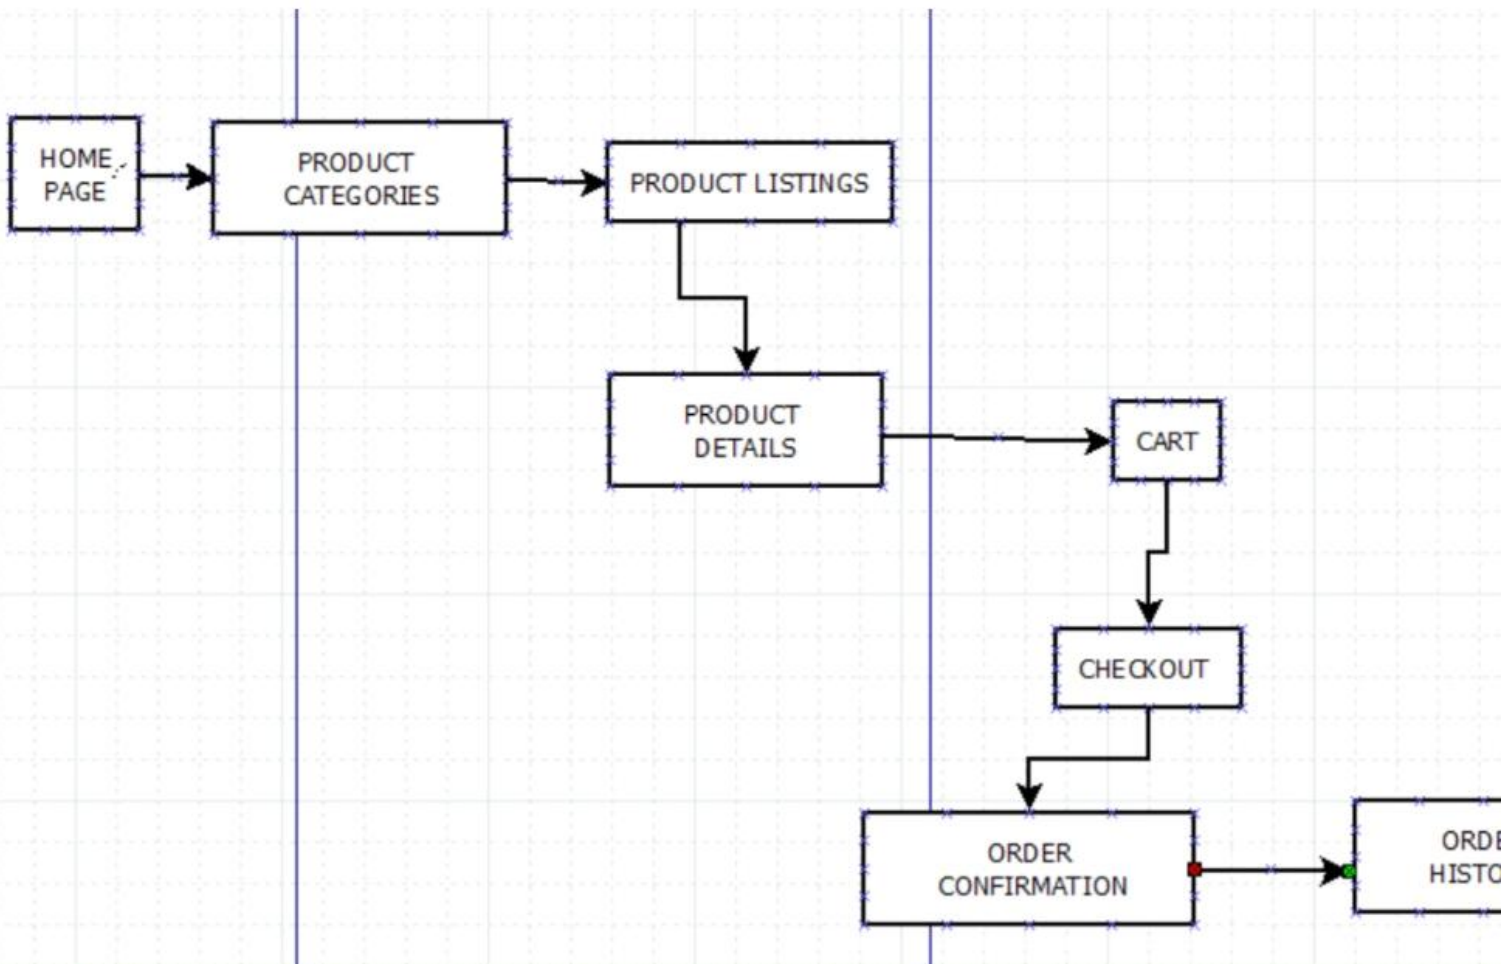 HOME
PAGE
PRODUCT
CATEGORIES
PRODUCT LISTINGS
PRODUCT
DETAILS
CART
CHECKOUT
ORDER
CONFIRMATION